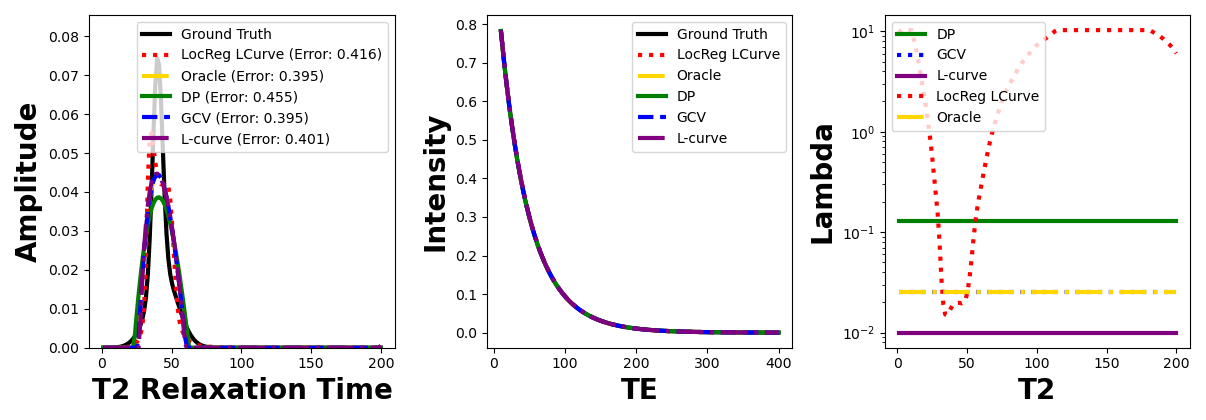 Amplitude
0.08
0.07
0.06
0.05
0.04
0.03
0.02
0.01
0.00
0
50
100
150
200
T2 Relaxation Time
Ground Truth
LocReg LCurve (Error: 0.416)
Oracle (Error: 0.395)
DP (Error: 0.455)
GCV (Error: 0.395)
L-curve (Error: 0.401)
Intensity
0.8
0.7
0.6
0.5
0.4
0.3
0.2
0.1
0.0
0
100
200
300
400
TE
Ground Truth
LocReg LCurve
Oracle
DP
GCV
L-curve
Lambda
10¹
10⁰
10⁻¹
10⁻²
0
50
100
150
200
T2
DP
GCV
L-curve
LocReg LCurve
Oracle